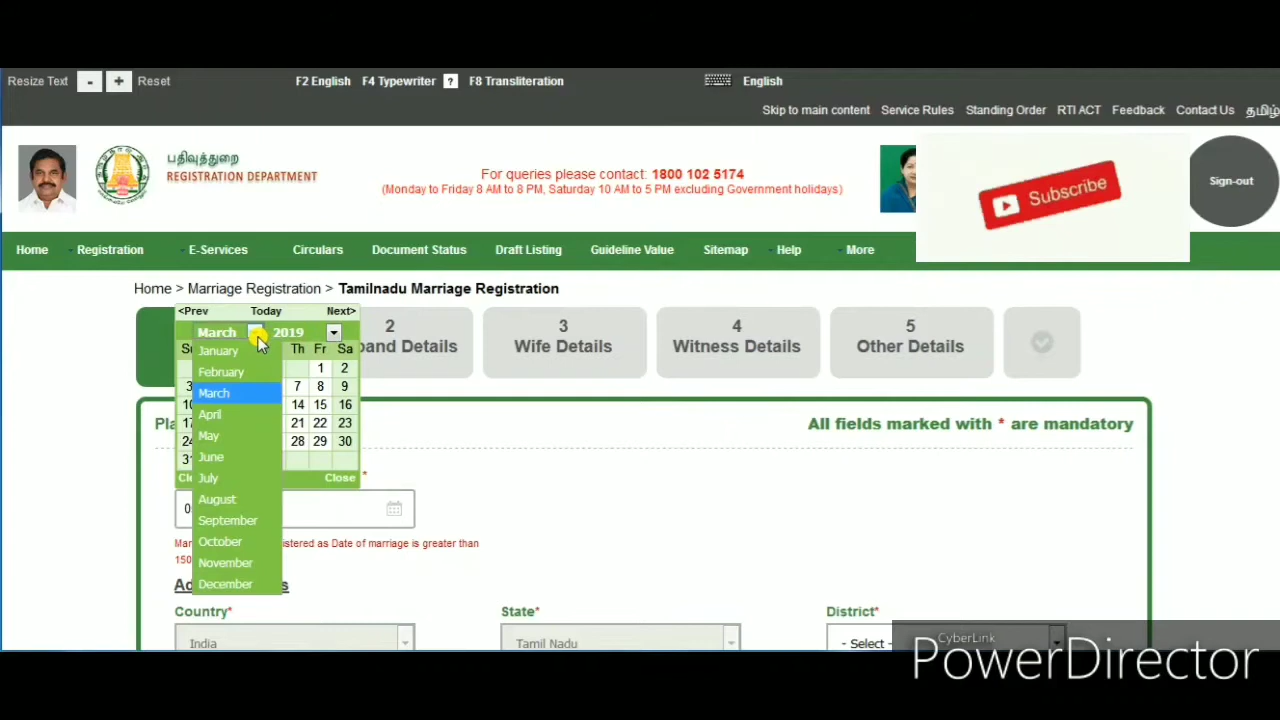 Resize Text - + Reset F2 English F4 Typewriter ? F8 Transliteration English
Skip to main content Service Rules Standing Order RTI ACT Feedback Contact Us தமிழ்
பதிவுத்துறை
REGISTRATION DEPARTMENT
For queries please contact: 1800 102 5174
(Monday to Friday 8 AM to 8 PM, Saturday 10 AM to 5 PM excluding Government holidays.)
Subscribe
Sign-out
Home Registration E-Services Circulars Document Status Draft Listing Guideline Value Sitemap Help More
Home > Marriage Registration > Tamilnadu Marriage Registration
<Prev Today Next>
March 2019
Th Fr Sa
1 2
7 8 9
14 15 16
21 22 23
28 29 30
Close
January
February
March
April
May
June
July
August
September
October
November
December
2
Details
3
Wife Details
4
Witness Details
5
Other Details
All fields marked with * are mandatory
*
as Date of marriage is greater than
Country*
State*
District*
India
Tamil Nadu
- Select -
CyberLink
PowerDirector